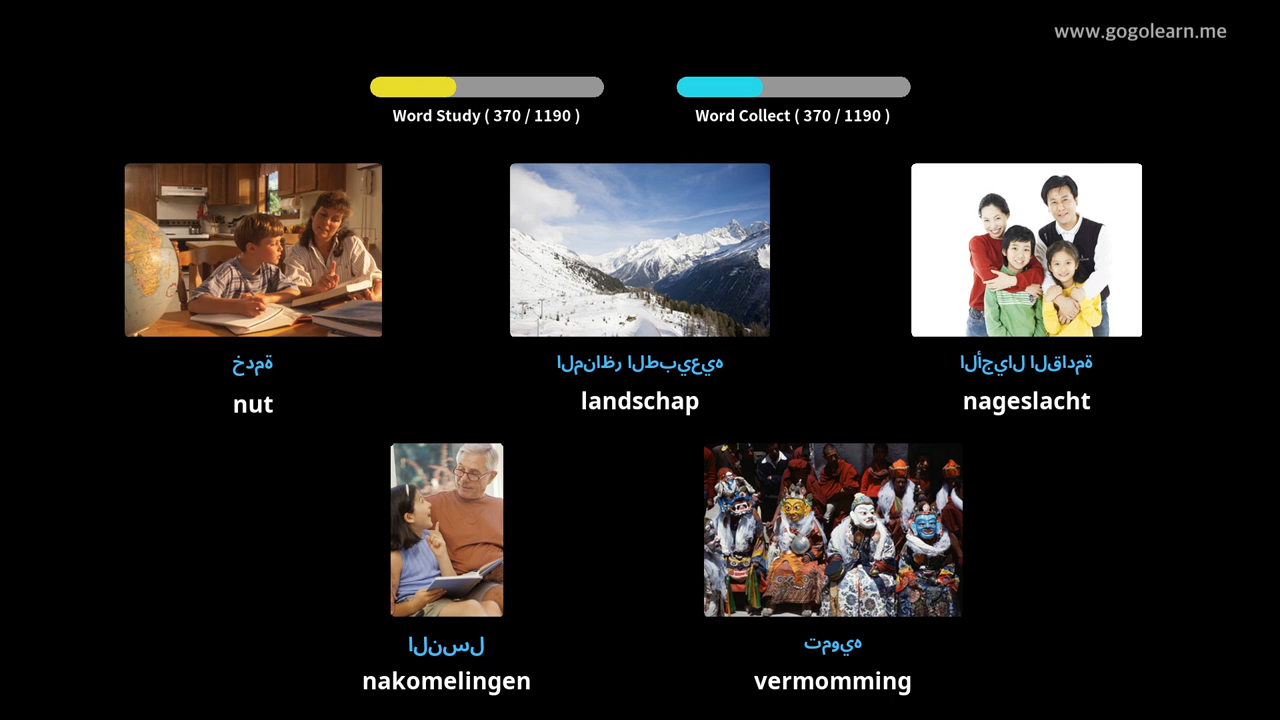 www.gogolearn.me
Word Study ( 370 / 1190 )
Word Collect ( 370 / 1190 )
خدمة
المناظر الطبيعيه
الأجيال القادمة
nut
landschap
nageslacht
النسل
تمويه
nakomelingen
vermomming